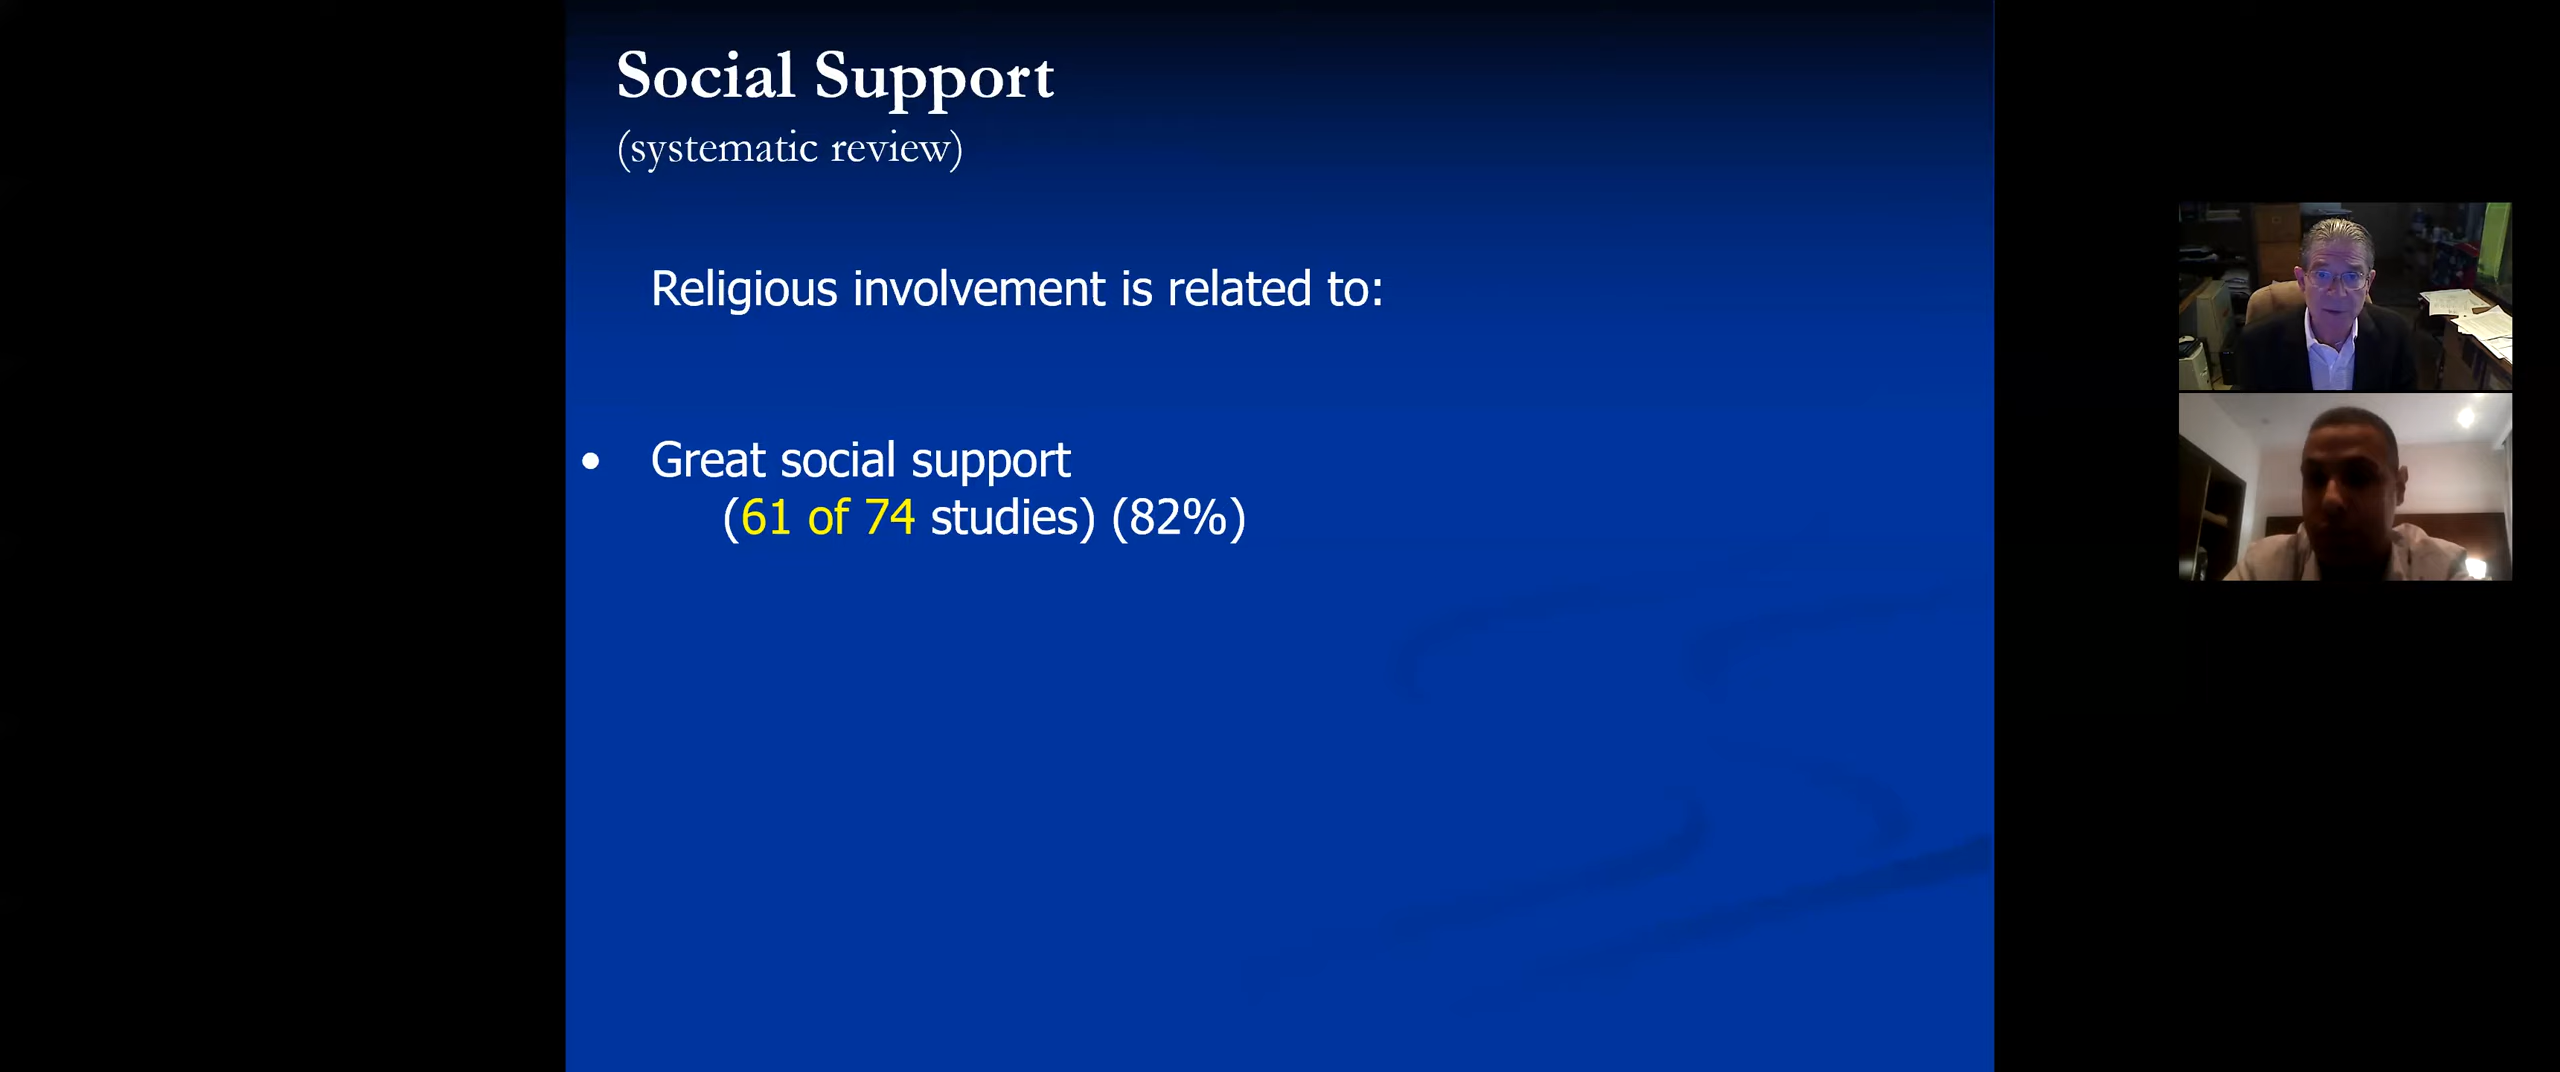 Social Support
(systematic review)
Religious involvement is related to:
• Great social support
(61 of 74 studies) (82%)